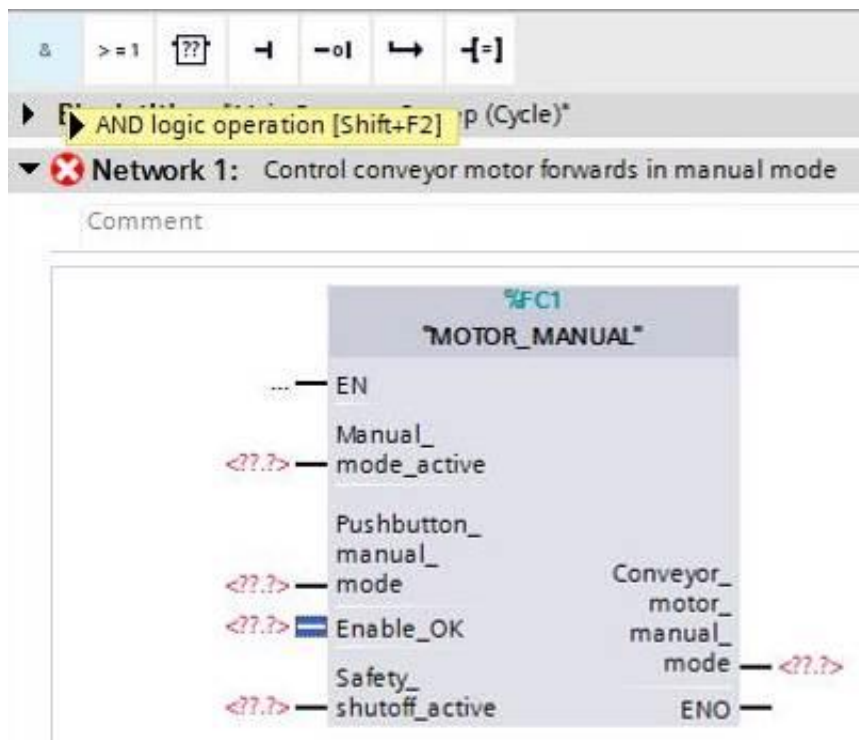 & >=1 ?? ⊣ -o| ↦ -[=]
AND logic operation [Shift+F2] p (Cycle)"
Network 1: Control conveyor motor forwards in manual mode
Comment
%FC1
"MOTOR_MANUAL"
... EN
Manual_
<??.?> mode_active
Pushbutton_
manual_
<??.?> mode
<??.?> Enable_OK
Safety_
<??.?> shutoff_active
Conveyor_
motor_
manual_
mode <??.?>
ENO